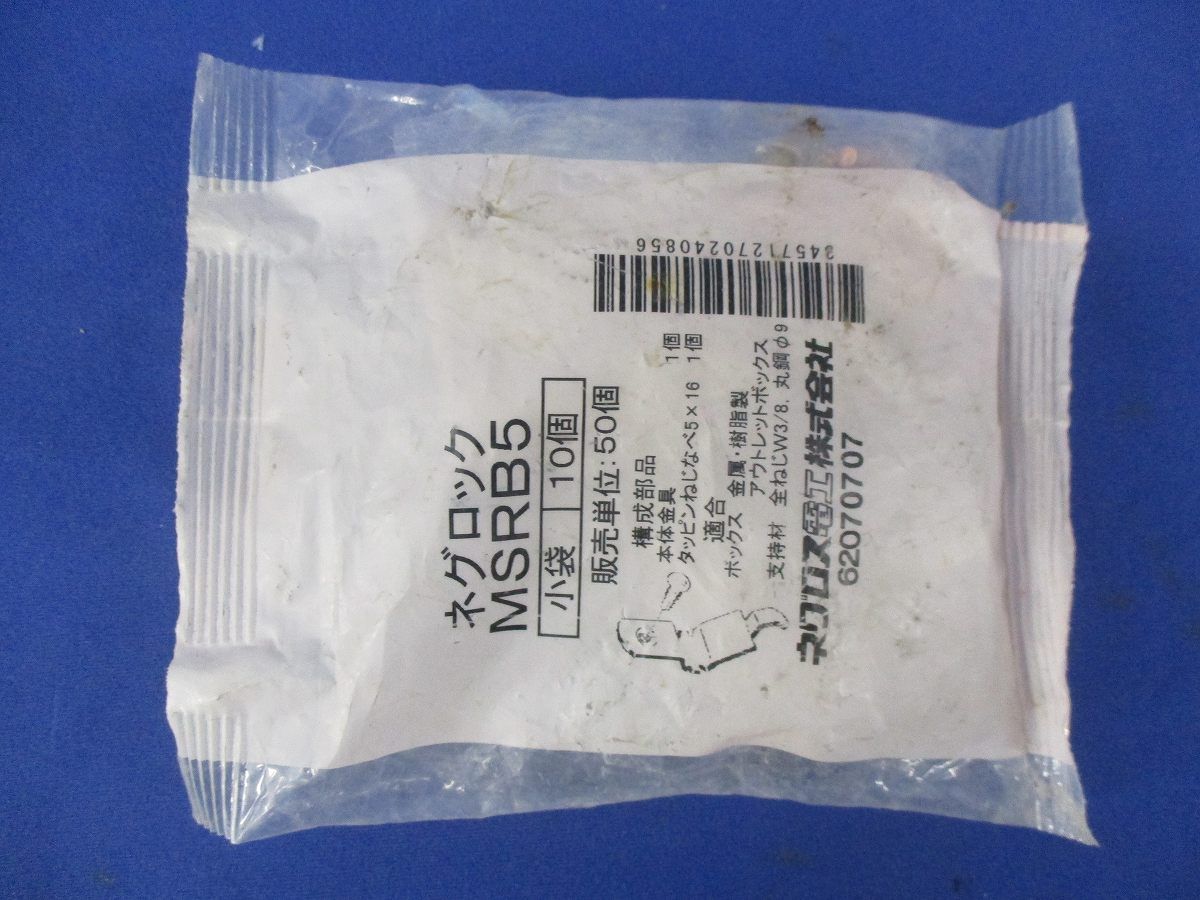 ネグロック
MSRB5
小袋 10個
販売単位:50個
構成部品
本体金具 1個
タッピンねじなべ5×16 1個
適合
ボックス 金属・樹脂製
アウトレットボックス
支持材 全ねじW3/8, 丸鋼φ9
ネグロス電工株式会社
62070707
34571270240856